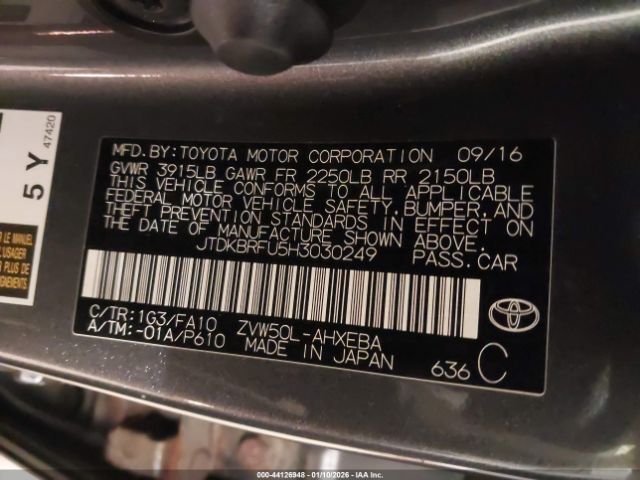 MFD.BY:TOYOTA MOTOR CORPORATION 09/16
GVWR 3915LB GAWR FR 2250LB RR 2150LB
THIS VEHICLE CONFORMS TO ALL APPLICABLE
FEDERAL MOTOR VEHICLE SAFETY,BUMPER,AND
THEFT PREVENTION STANDARDS IN EFFECT ON
THE DATE OF MANUFACTURE SHOWN ABOVE.
JTDKBRFU5H3030249 PASS.CAR
C/TR:1G3/FA10 ZVW50L-AHXEBA
A/TM:-01A/P610 MADE IN JAPAN
636 C
5 Y
47420
R LE MANUEL
000-44126948 - 01/10/2026 - IAA Inc.